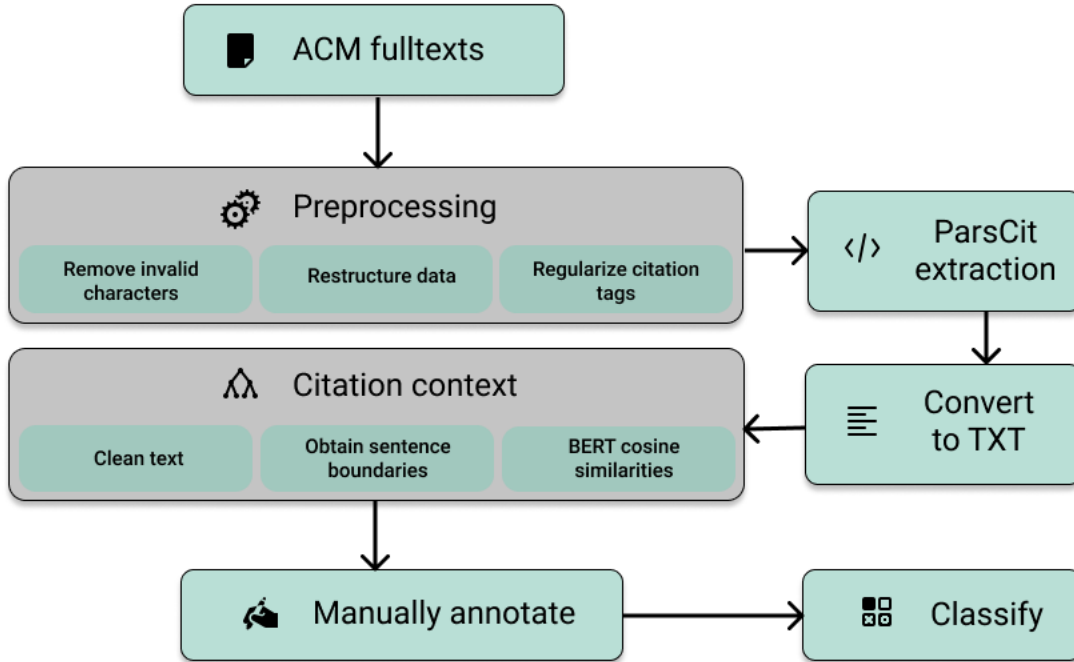 ACM fulltexts
Preprocessing
Remove invalid
characters
Restructure data
Regularize citation
tags
</>
ParsCit
extraction
Convert
to TXT
Citation context
Clean text
Obtain sentence
boundaries
BERT cosine
similarities
Manually annotate
Classify